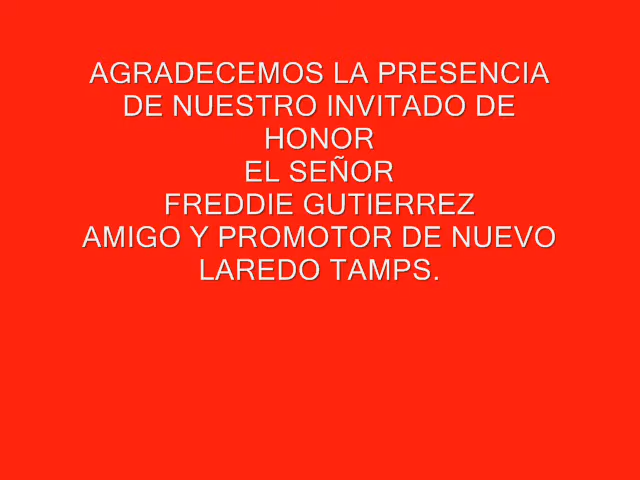 AGRADECEMOS LA PRESENCIA
DE NUESTRO INVITADO DE
HONOR
EL SEÑOR
FREDDIE GUTIERREZ
AMIGO Y PROMOTOR DE NUEVO
LAREDO TAMPS.